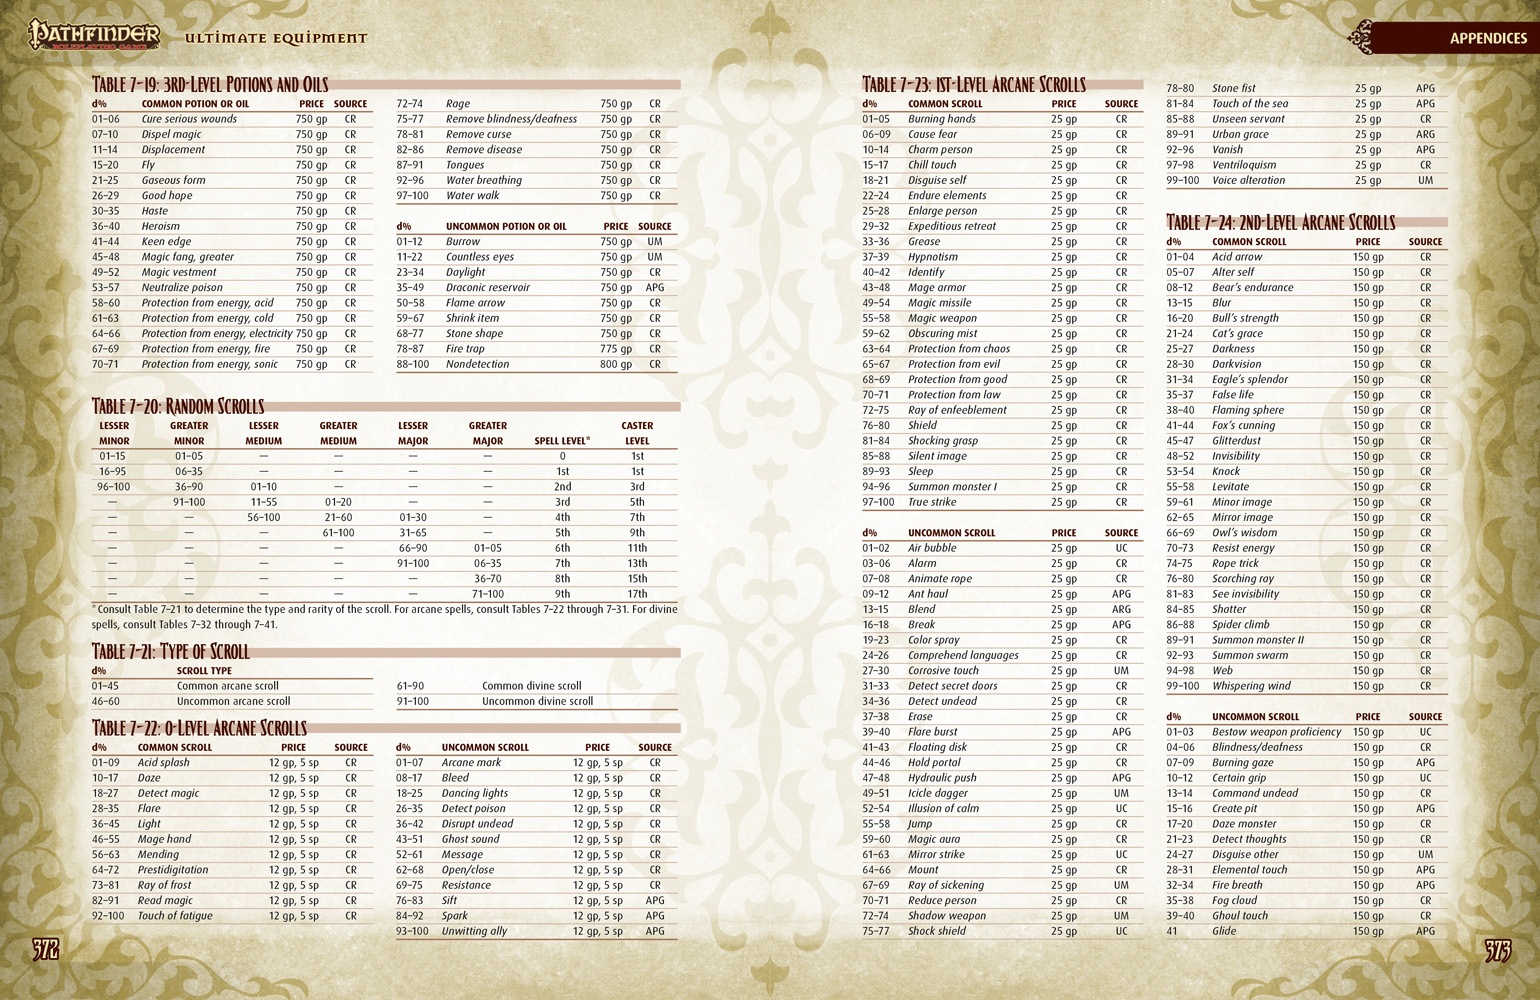 PATHFINDER
ROLEPLAYING GAME
ULTIMATE EQUIPMENT
Table 7–19: 3rd-Level Potions and Oils
d% COMMON POTION OR OIL PRICE SOURCE
01–06 Cure serious wounds 750 gp CR
07–10 Dispel magic 750 gp CR
11–14 Displacement 750 gp CR
15–20 Fly 750 gp CR
21–25 Gaseous form 750 gp CR
26–29 Good hope 750 gp CR
30–35 Haste 750 gp CR
36–40 Heroism 750 gp CR
41–44 Keen edge 750 gp CR
45–48 Magic fang, greater 750 gp CR
49–52 Magic vestment 750 gp CR
53–57 Neutralize poison 750 gp CR
58–60 Protection from energy, acid 750 gp CR
61–63 Protection from energy, cold 750 gp CR
64–66 Protection from energy, electricity 750 gp CR
67–69 Protection from energy, fire 750 gp CR
70–71 Protection from energy, sonic 750 gp CR
72–74 Rage 750 gp CR
75–77 Remove blindness/deafness 750 gp CR
78–81 Remove curse 750 gp CR
82–86 Remove disease 750 gp CR
87–91 Tongues 750 gp CR
92–96 Water breathing 750 gp CR
97–100 Water walk 750 gp CR
d% UNCOMMON POTION OR OIL PRICE SOURCE
01–12 Burrow 750 gp UM
11–22 Countless eyes 750 gp UM
23–34 Daylight 750 gp CR
35–49 Draconic reservoir 750 gp APG
50–58 Flame arrow 750 gp CR
59–67 Shrink item 750 gp CR
68–77 Stone shape 750 gp CR
78–87 Fire trap 775 gp CR
88–100 Nondetection 800 gp CR
Table 7–20: Random Scrolls
LESSER GREATER LESSER GREATER LESSER GREATER CASTER
MINOR MINOR MEDIUM MEDIUM MAJOR MAJOR SPELL LEVEL* LEVEL
01–15 01–05 — — — — 0 1st
16–95 06–35 — — — — 1st 1st
96–100 36–90 01–10 — — — 2nd 3rd
— 91–100 11–55 01–20 — — 3rd 5th
— — 56–100 21–60 01–30 — 4th 7th
— — — 61–100 31–65 — 5th 9th
— — — — 66–90 01–05 6th 11th
— — — — 91–100 06–35 7th 13th
— — — — — 36–70 8th 15th
— — — — — 71–100 9th 17th
* Consult Table 7–21 to determine the type and rarity of the scroll. For arcane spells, consult Tables 7–22 through 7–31. For divine
spells, consult Tables 7–32 through 7–41.
Table 7–21: Type of Scroll
d% SCROLL TYPE
01–45 Common arcane scroll
46–60 Uncommon arcane scroll
61–90 Common divine scroll
91–100 Uncommon divine scroll
Table 7–22: 0-Level Arcane Scrolls
d% COMMON SCROLL PRICE SOURCE
01–09 Acid splash 12 gp, 5 sp CR
10–17 Daze 12 gp, 5 sp CR
18–27 Detect magic 12 gp, 5 sp CR
28–35 Flare 12 gp, 5 sp CR
36–45 Light 12 gp, 5 sp CR
46–55 Mage hand 12 gp, 5 sp CR
56–63 Mending 12 gp, 5 sp CR
64–72 Prestidigitation 12 gp, 5 sp CR
73–81 Ray of frost 12 gp, 5 sp CR
82–91 Read magic 12 gp, 5 sp CR
92–100 Touch of fatigue 12 gp, 5 sp CR
d% UNCOMMON SCROLL PRICE SOURCE
01–07 Arcane mark 12 gp, 5 sp CR
08–17 Bleed 12 gp, 5 sp CR
18–25 Dancing lights 12 gp, 5 sp CR
26–35 Detect poison 12 gp, 5 sp CR
36–42 Disrupt undead 12 gp, 5 sp CR
43–51 Ghost sound 12 gp, 5 sp CR
52–61 Message 12 gp, 5 sp CR
62–68 Open/close 12 gp, 5 sp CR
69–75 Resistance 12 gp, 5 sp CR
76–83 Sift 12 gp, 5 sp APG
84–92 Spark 12 gp, 5 sp APG
93–100 Unwitting ally 12 gp, 5 sp APG
372
APPENDICES
Table 7–23: 1st-Level Arcane Scrolls
d% COMMON SCROLL PRICE SOURCE
01–05 Burning hands 25 gp CR
06–09 Cause fear 25 gp CR
10–14 Charm person 25 gp CR
15–17 Chill touch 25 gp CR
18–21 Disguise self 25 gp CR
22–24 Endure elements 25 gp CR
25–28 Enlarge person 25 gp CR
29–32 Expeditious retreat 25 gp CR
33–36 Grease 25 gp CR
37–39 Hypnotism 25 gp CR
40–42 Identify 25 gp CR
43–48 Mage armor 25 gp CR
49–54 Magic missile 25 gp CR
55–58 Magic weapon 25 gp CR
59–62 Obscuring mist 25 gp CR
63–64 Protection from chaos 25 gp CR
65–67 Protection from evil 25 gp CR
68–69 Protection from good 25 gp CR
70–71 Protection from law 25 gp CR
72–75 Ray of enfeeblement 25 gp CR
76–80 Shield 25 gp CR
81–84 Shocking grasp 25 gp CR
85–88 Silent image 25 gp CR
89–93 Sleep 25 gp CR
94–96 Summon monster I 25 gp CR
97–100 True strike 25 gp CR
d% UNCOMMON SCROLL PRICE SOURCE
01–02 Air bubble 25 gp UC
03–06 Alarm 25 gp CR
07–08 Animate rope 25 gp CR
09–12 Ant haul 25 gp APG
13–15 Blend 25 gp ARG
16–18 Break 25 gp APG
19–23 Color spray 25 gp CR
24–26 Comprehend languages 25 gp CR
27–30 Corrosive touch 25 gp UM
31–33 Detect secret doors 25 gp CR
34–36 Detect undead 25 gp CR
37–38 Erase 25 gp CR
39–40 Flare burst 25 gp APG
41–43 Floating disk 25 gp CR
44–46 Hold portal 25 gp CR
47–48 Hydraulic push 25 gp APG
49–51 Icicle dagger 25 gp UM
52–54 Illusion of calm 25 gp UC
55–58 Jump 25 gp CR
59–60 Magic aura 25 gp CR
61–63 Mirror strike 25 gp UC
64–66 Mount 25 gp CR
67–69 Ray of sickening 25 gp UM
70–71 Reduce person 25 gp CR
72–74 Shadow weapon 25 gp UM
75–77 Shock shield 25 gp UC
78–80 Stone fist 25 gp APG
81–84 Touch of the sea 25 gp APG
85–88 Unseen servant 25 gp CR
89–91 Urban grace 25 gp ARG
92–96 Vanish 25 gp APG
97–98 Ventriloquism 25 gp CR
99–100 Voice alteration 25 gp UM
Table 7–24: 2nd-Level Arcane Scrolls
d% COMMON SCROLL PRICE SOURCE
01–04 Acid arrow 150 gp CR
05–07 Alter self 150 gp CR
08–12 Bear's endurance 150 gp CR
13–15 Blur 150 gp CR
16–20 Bull's strength 150 gp CR
21–24 Cat's grace 150 gp CR
25–27 Darkness 150 gp CR
28–30 Darkvision 150 gp CR
31–34 Eagle's splendor 150 gp CR
35–37 False life 150 gp CR
38–40 Flaming sphere 150 gp CR
41–44 Fox's cunning 150 gp CR
45–47 Glitterdust 150 gp CR
48–52 Invisibility 150 gp CR
53–54 Knock 150 gp CR
55–58 Levitate 150 gp CR
59–61 Minor image 150 gp CR
62–65 Mirror image 150 gp CR
66–69 Owl's wisdom 150 gp CR
70–73 Resist energy 150 gp CR
74–75 Rope trick 150 gp CR
76–80 Scorching ray 150 gp CR
81–83 See invisibility 150 gp CR
84–85 Shatter 150 gp CR
86–88 Spider climb 150 gp CR
89–91 Summon monster II 150 gp CR
92–93 Summon swarm 150 gp CR
94–98 Web 150 gp CR
99–100 Whispering wind 150 gp CR
d% UNCOMMON SCROLL PRICE SOURCE
01–03 Bestow weapon proficiency 150 gp UC
04–06 Blindness/deafness 150 gp CR
07–09 Burning gaze 150 gp APG
10–12 Certain grip 150 gp UC
13–14 Command undead 150 gp CR
15–16 Create pit 150 gp APG
17–20 Daze monster 150 gp CR
21–23 Detect thoughts 150 gp CR
24–27 Disguise other 150 gp UM
28–31 Elemental touch 150 gp APG
32–34 Fire breath 150 gp APG
35–38 Fog cloud 150 gp CR
39–40 Ghoul touch 150 gp CR
41 Glide 150 gp APG
373